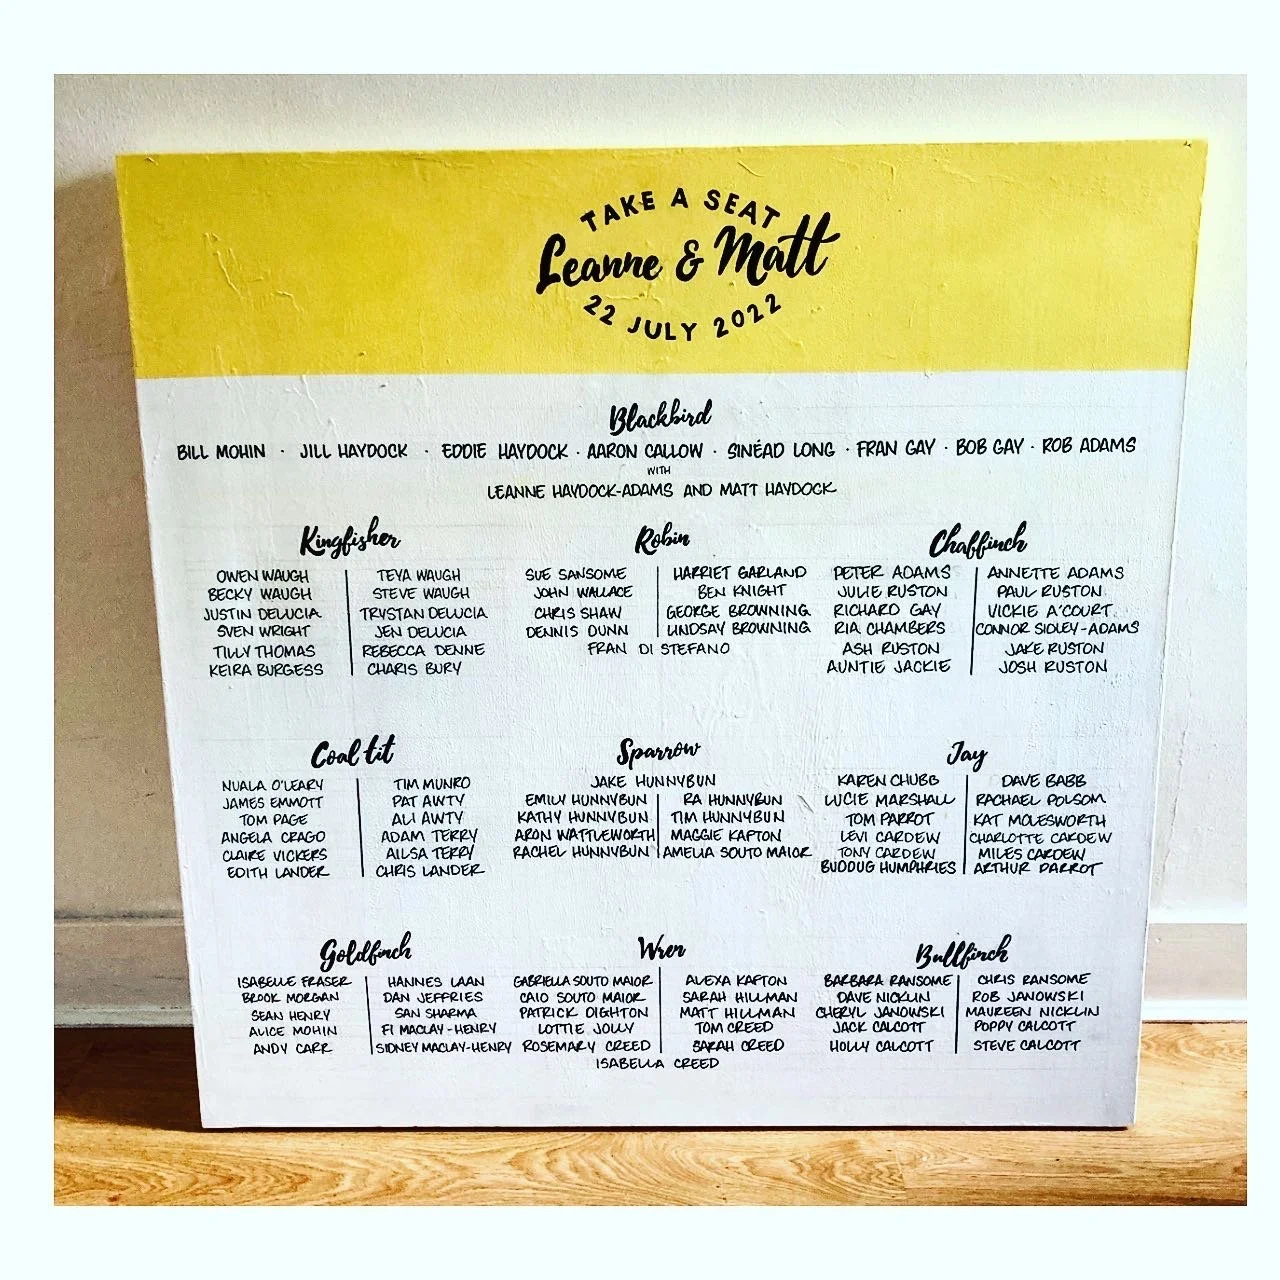 TAKE A SEAT
Leanne & Matt
22 JULY 2022
Blackbird
BILL MOHIN · JILL HAYDOCK · EDDIE HAYDOCK · AARON CALLOW · SINÉAD LONG · FRAN GAY · BOB GAY · ROB ADAMS
WITH
LEANNE HAYDOCK-ADAMS AND MATT HAYDOCK
Kingfisher
OWEN WAUGH TEYA WAUGH
BECKY WAUGH STEVE WAUGH
JUSTIN DELUCIA TRYSTAN DELUCIA
SVEN WRIGHT JEN DELUCIA
TILLY THOMAS REBECCA DENNE
KEIRA BURGESS CHARIS BURY
Robin
SUE SANSOME HARRIET GARLAND
JOHN WALLACE BEN KNIGHT
CHRIS SHAW GEORGE BROWNING
DENNIS DUNN LINDSAY BROWNING
FRAN DI STEFANO
Chaffinch
PETER ADAMS ANNETTE ADAMS
JULIE RUSTON PAUL RUSTON
RICHARD GAY VICKIE A'COURT
RIA CHAMBERS CONNOR SIDLEY-ADAMS
ASH RUSTON JAKE RUSTON
AUNTIE JACKIE JOSH RUSTON
Coal tit
NUALA O'LEARY TIM MUNRO
JAMES EMMOTT PAT AWTY
TOM PAGE ALI AWTY
ANGELA CRAGO ADAM TERRY
CLAIRE VICKERS AILSA TERRY
EDITH LANDER CHRIS LANDER
Sparrow
JAKE HUNNYBUN
EMILY HUNNYBUN RA HUNNYBUN
KATHY HUNNYBUN TIM HUNNYBUN
ARON WATTLEWORTH MAGGIE KAPTON
RACHEL HUNNYBUN AMELIA SOUTO MAIOR
Jay
KAREN CHUBB DAVE BABB
LUCIE MARSHALL RACHAEL POLSOM
TOM PARROT KAT MOLESWORTH
LEVI CARDEW CHARLOTTE CARDEW
TONY CARDEW MILES CARDEW
BUDDUG HUMPHRIES ARTHUR PARROT
Goldfinch
ISABELLE FRASER HANNES LAAN
BROOK MORGAN DAN JEFFRIES
SEAN HENRY SAN SHARMA
ALICE MOHIN FI MACLAY-HENRY
ANDY CARR SIDNEY MACLAY-HENRY
Wren
GABRIELLA SOUTO MAIOR ALEXA KAPTON
CAIO SOUTO MAIOR SARAH HILLMAN
PATRICK DIGHTON MATT HILLMAN
LOTTIE JOLLY TOM CREED
ROSEMARY CREED SARAH CREED
ISABELLA CREED
Bullfinch
BARBARA RANSOME CHRIS RANSOME
DAVE NICKLIN ROB JANOWSKI
CHERYL JANOWSKI MAUREEN NICKLIN
JACK CALCOTT POPPY CALCOTT
HOLLY CALCOTT STEVE CALCOTT